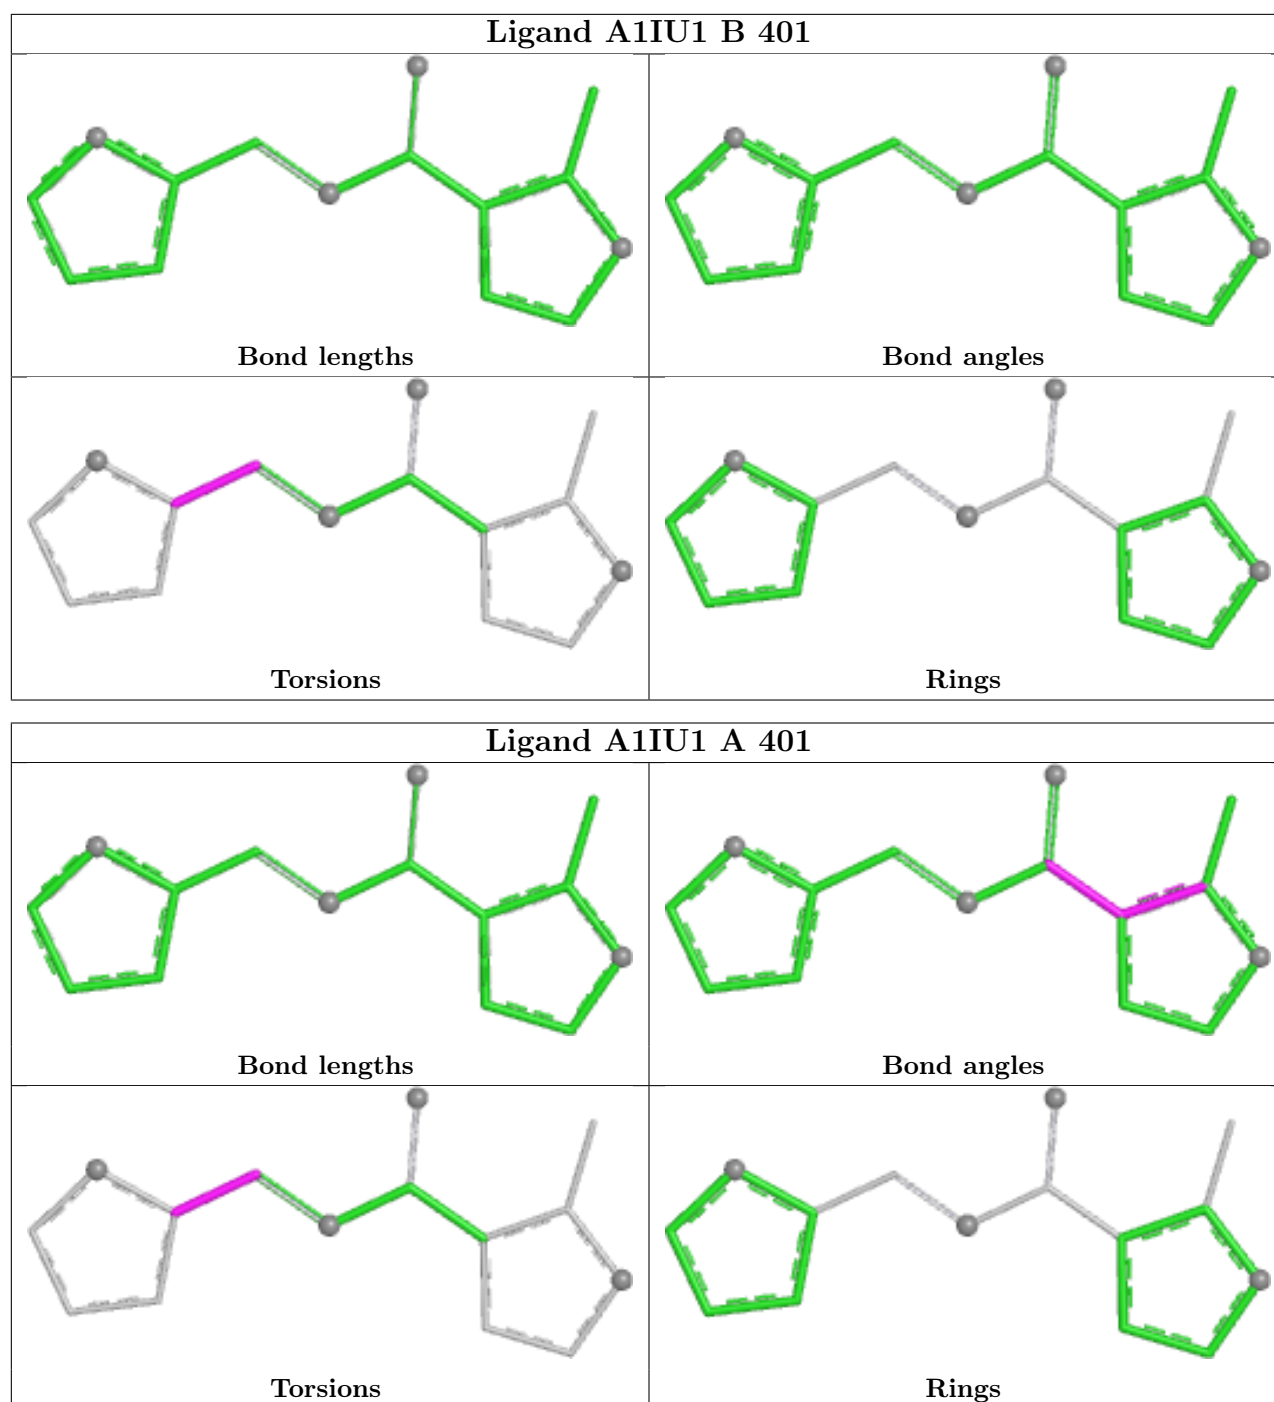 Ligand A1IU1 B 401
Bond lengths
Bond angles
Torsions
Rings
Ligand A1IU1 A 401
Bond lengths
Bond angles
Torsions
Rings